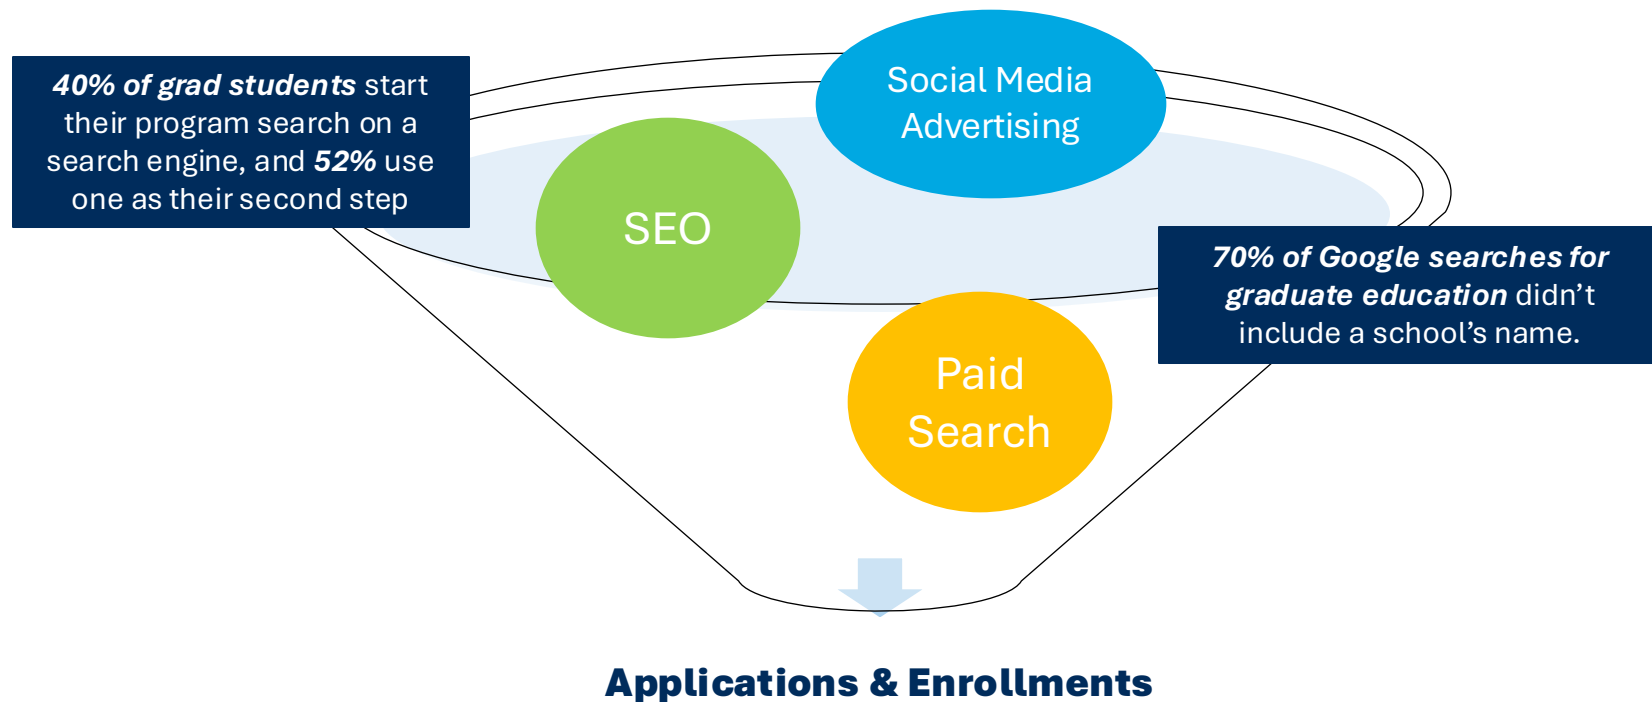 40% of grad students start
their program search on a
search engine, and 52% use
one as their second step
Social Media
Advertising
SEO
70% of Google searches for
graduate education didn’t
include a school’s name.
Paid
Search
Applications & Enrollments